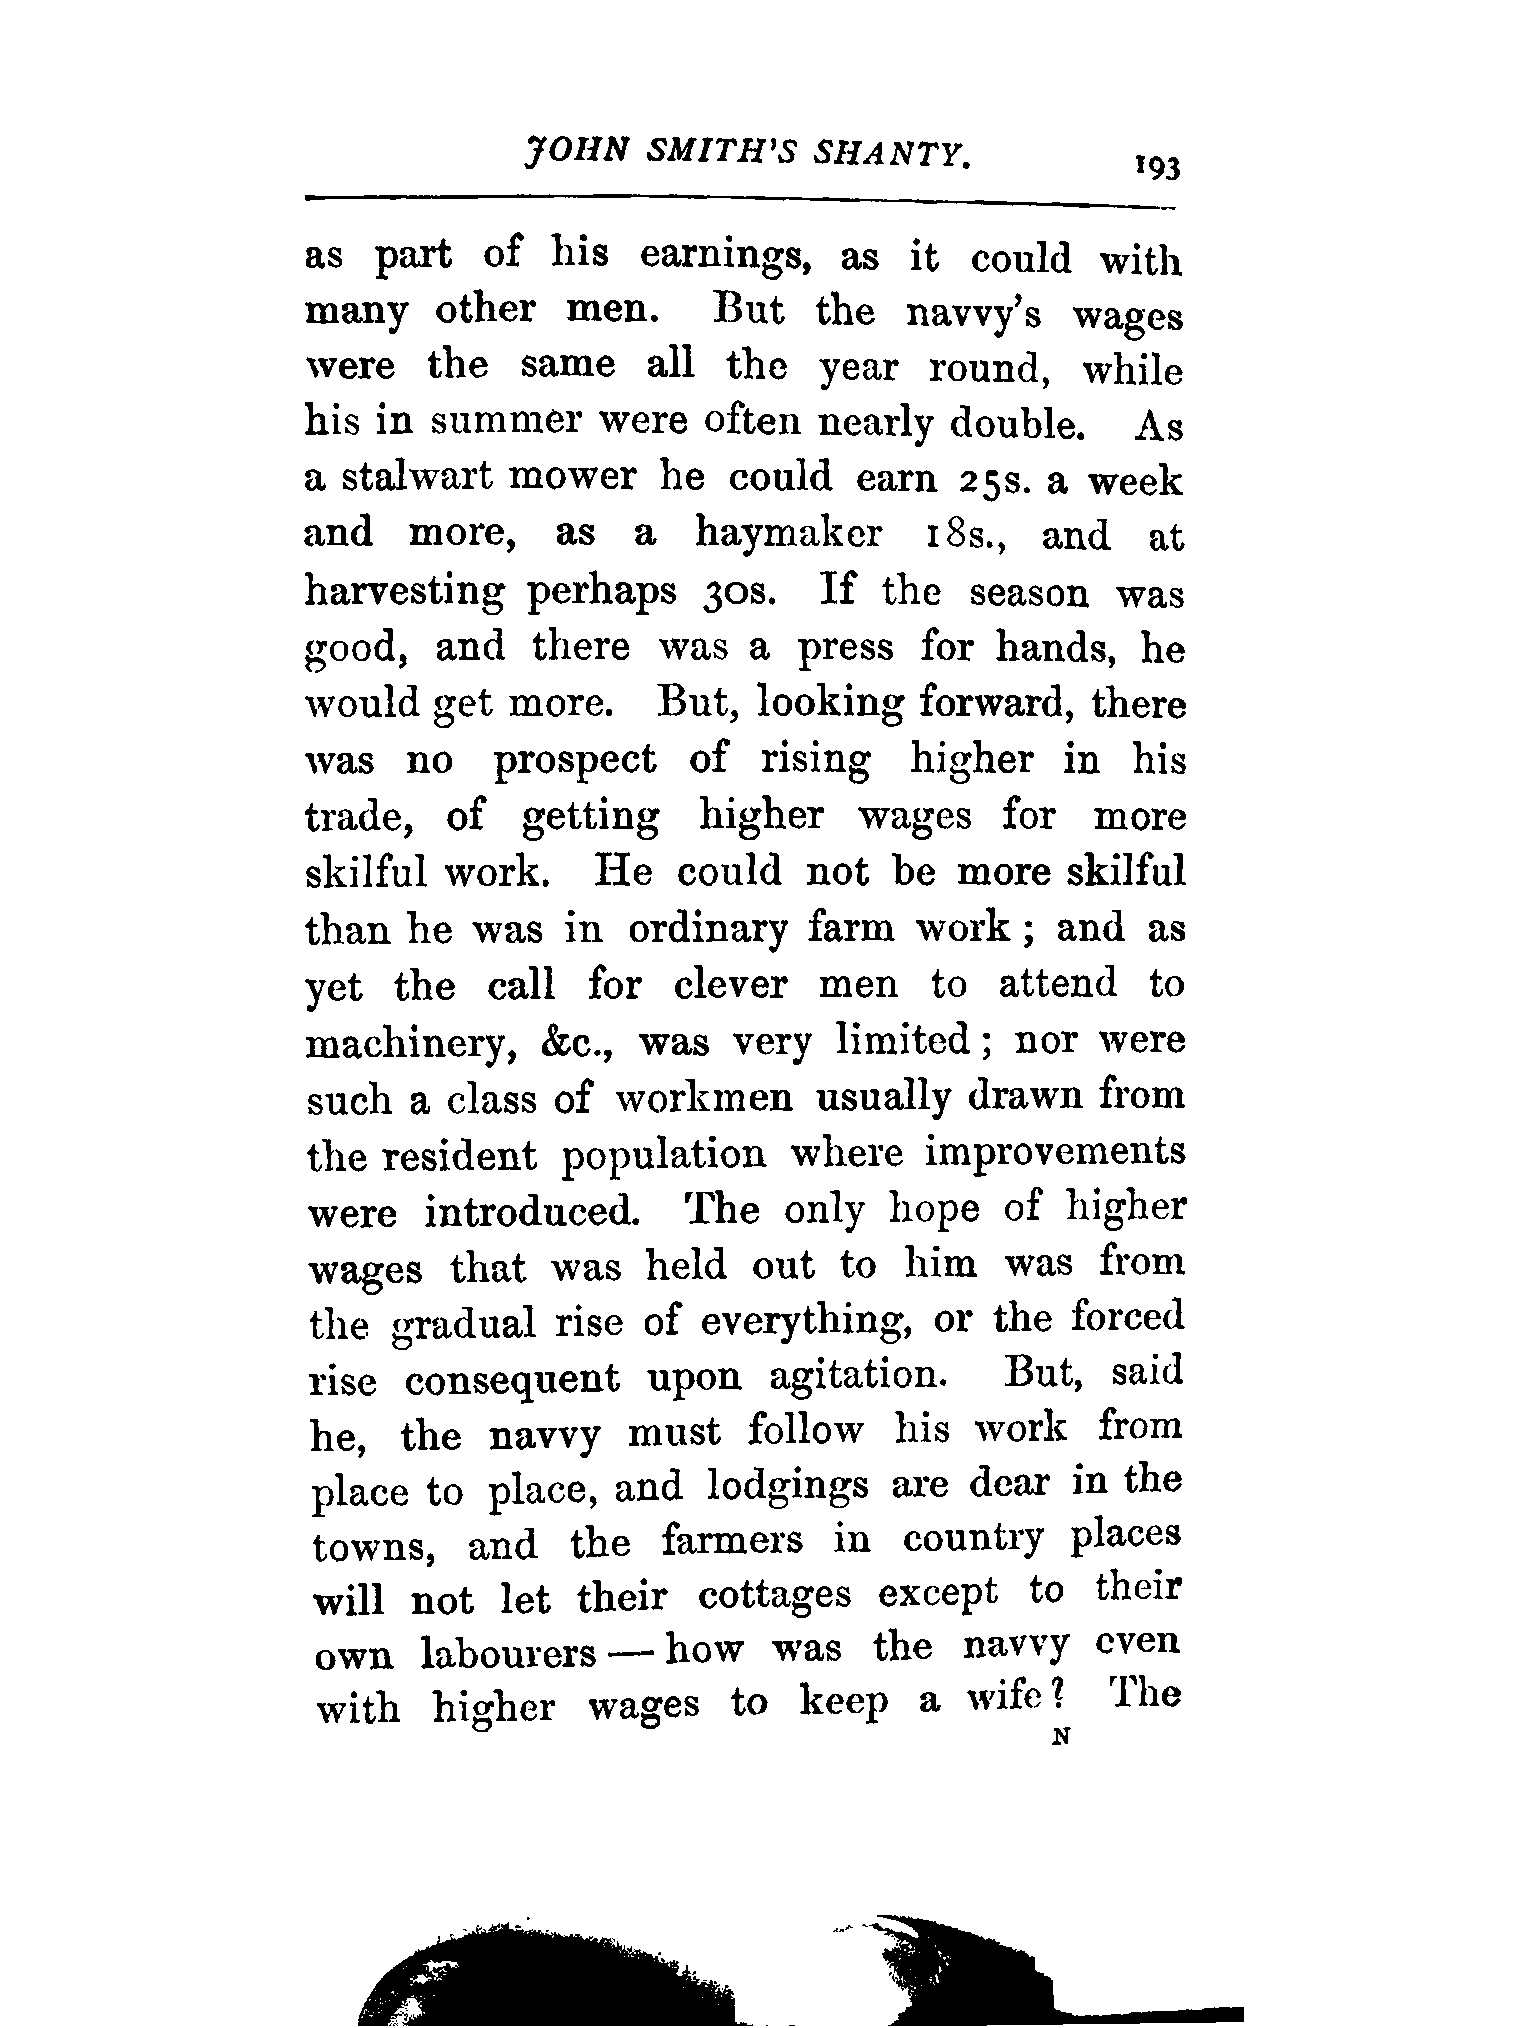 JOHN SMITH'S SHANTY. 193
as part of his earnings, as it could with
many other men. But the navvy's wages
were the same all the year round, while
his in summer were often nearly double. As
a stalwart mower he could earn 25s. a week
and more, as a haymaker 18s., and at
harvesting perhaps 30s. If the season was
good, and there was a press for hands, he
would get more. But, looking forward, there
was no prospect of rising higher in his
trade, of getting higher wages for more
skilful work. He could not be more skilful
than he was in ordinary farm work ; and as
yet the call for clever men to attend to
machinery, &c., was very limited ; nor were
such a class of workmen usually drawn from
the resident population where improvements
were introduced. The only hope of higher
wages that was held out to him was from
the gradual rise of everything, or the forced
rise consequent upon agitation. But, said
he, the navvy must follow his work from
place to place, and lodgings are dear in the
towns, and the farmers in country places
will not let their cottages except to their
own labourers — how was the navvy even
with higher wages to keep a wife ? The
N